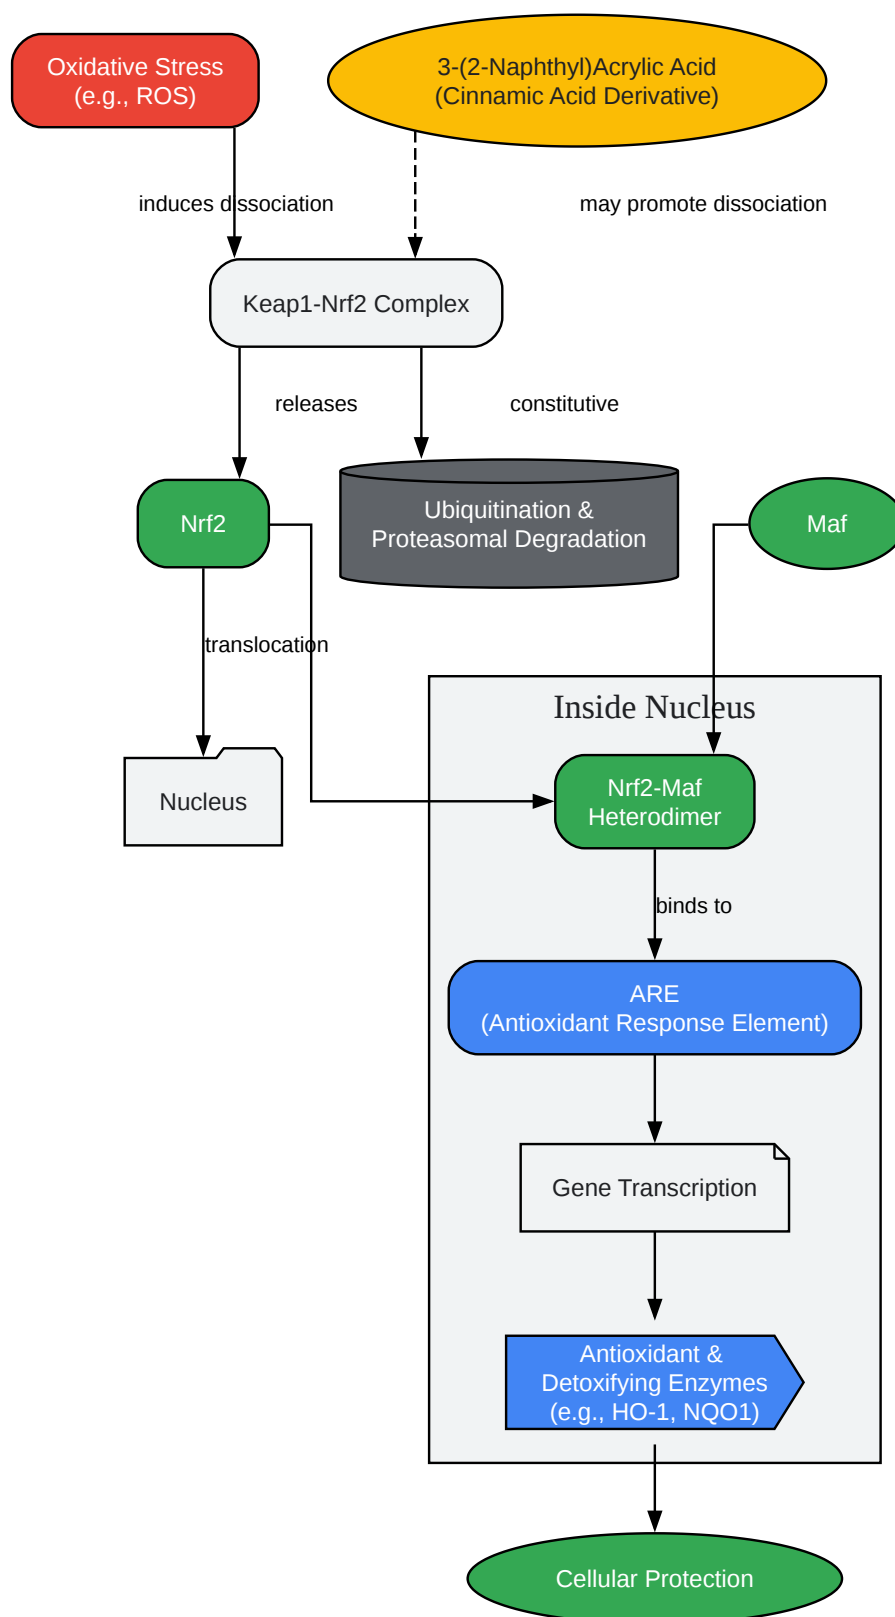 Oxidative Stress
(e.g., ROS)
3-(2-Naphthyl)Acrylic Acid
(Cinnamic Acid Derivative)
induces dissociation
may promote dissociation
Keap1-Nrf2 Complex
releases
constitutive
Nrf2
Ubiquitination &
Proteasomal Degradation
Maf
translocation
Inside Nucleus
Nucleus
Nrf2-Maf
Heterodimer
binds to
ARE
(Antioxidant Response Element)
Gene Transcription
Antioxidant &
Detoxifying Enzymes
(e.g., HO-1, NQO1)
Cellular Protection